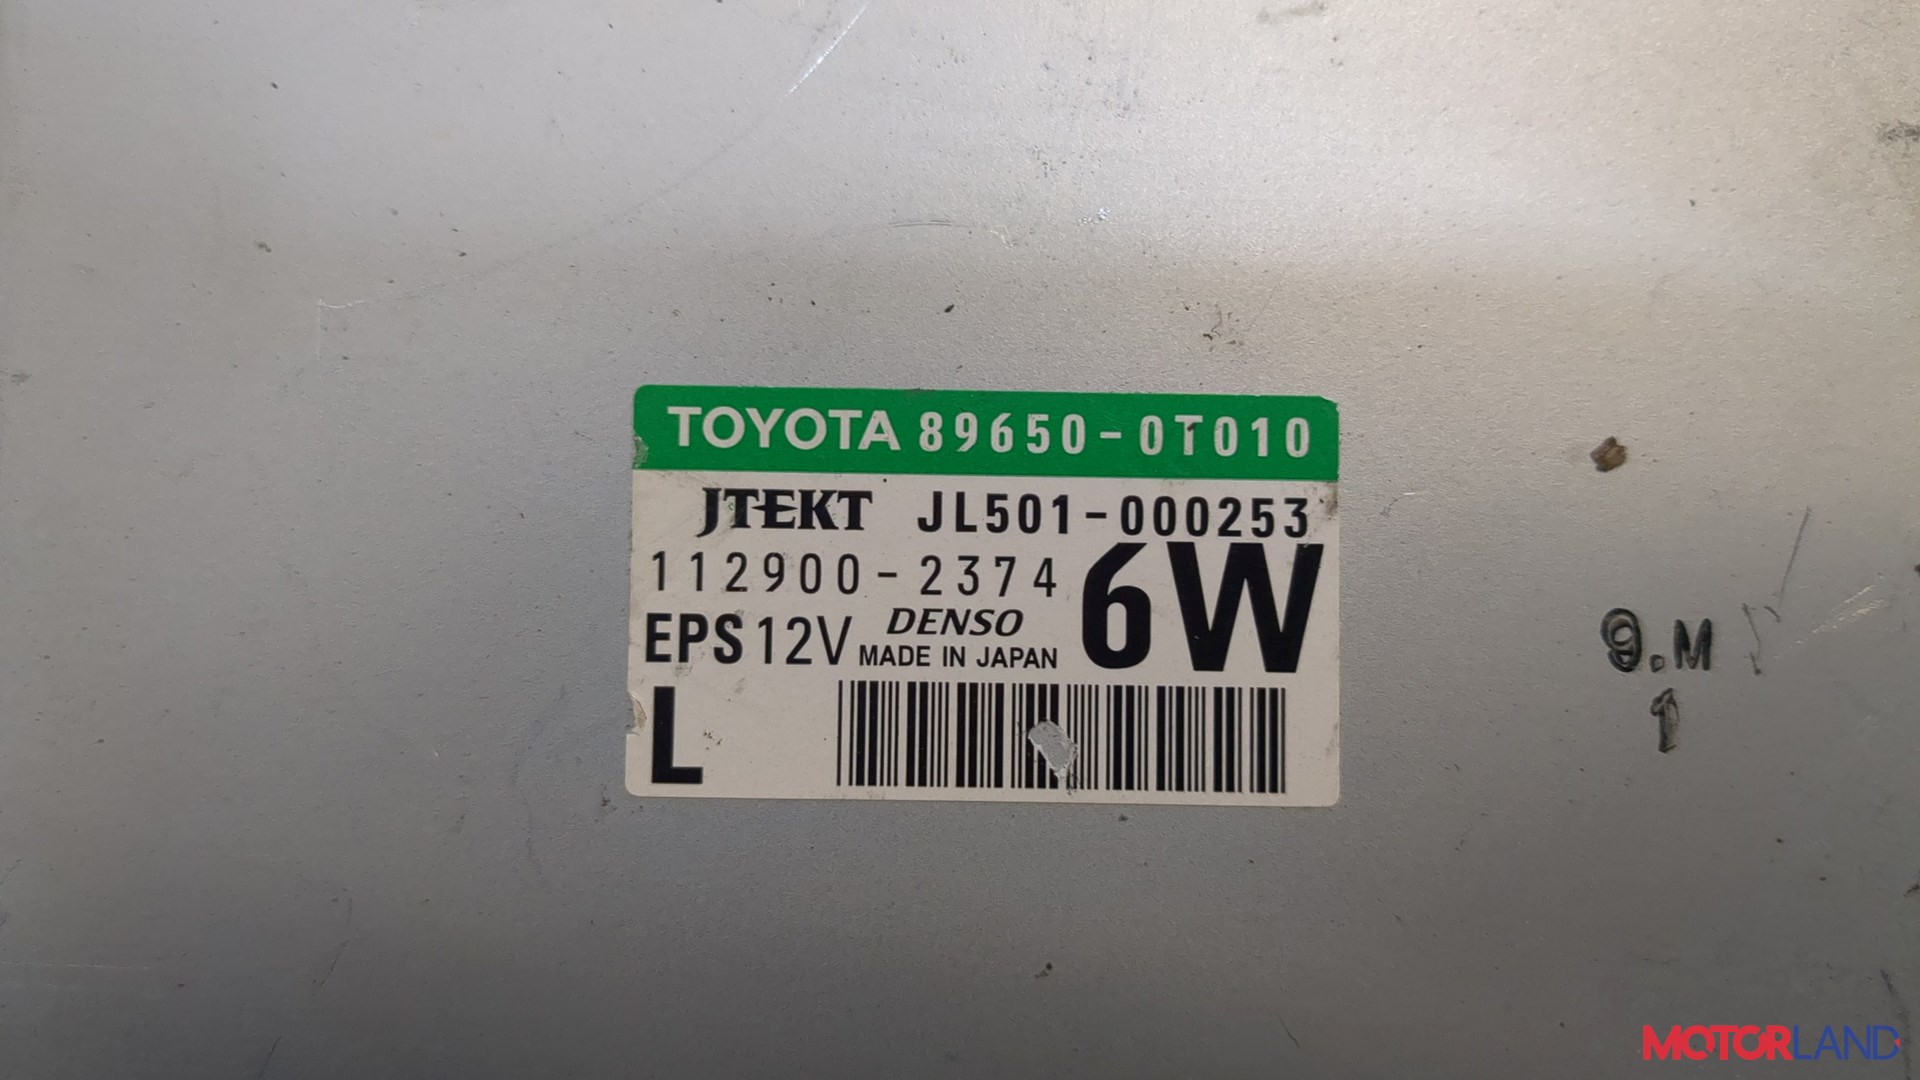 TOYOTA 89650-0T010
JTEKT JL501-000253
112900-2374 6W
EPS 12V DENSO
MADE IN JAPAN
L
9.M
1
MOTORLAND